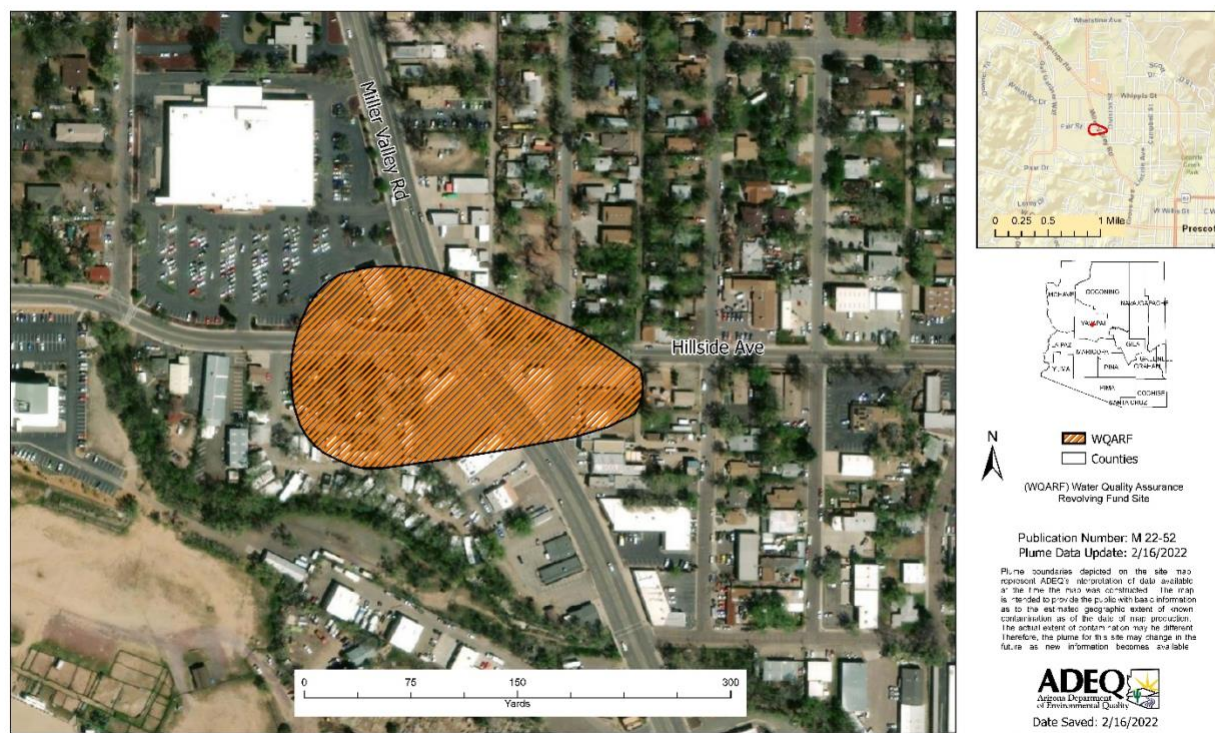 Miller Valley Rd
Hillside Ave
0 75 150 300
Yards
Whipple St
0 0.25 0.5 1 Mile
MOHAVE
COCONINO
YAVAPAI
LA PAZ
GILA
YUMA
GRAHAM
PIMA
COCHISE
SANTA CRUZ
N
WQARF
Counties
(WQARF) Water Quality Assurance
Revolving Fund Site
Publication Number: M 22-52
Plume Data Update: 2/16/2022
Plume boundaries depicted on the site map
represent ADEQ's interpretation of data available
at the time the map was constructed. The map
is intended to provide the public with basic information
as to the estimated geographic extent of known
contamination as of the date of map production.
The actual extent of contamination may be different.
Therefore, the plume for this site may change in the
future as new information becomes available
ADEQ
Arizona Department
of Environmental Quality
Date Saved: 2/16/2022